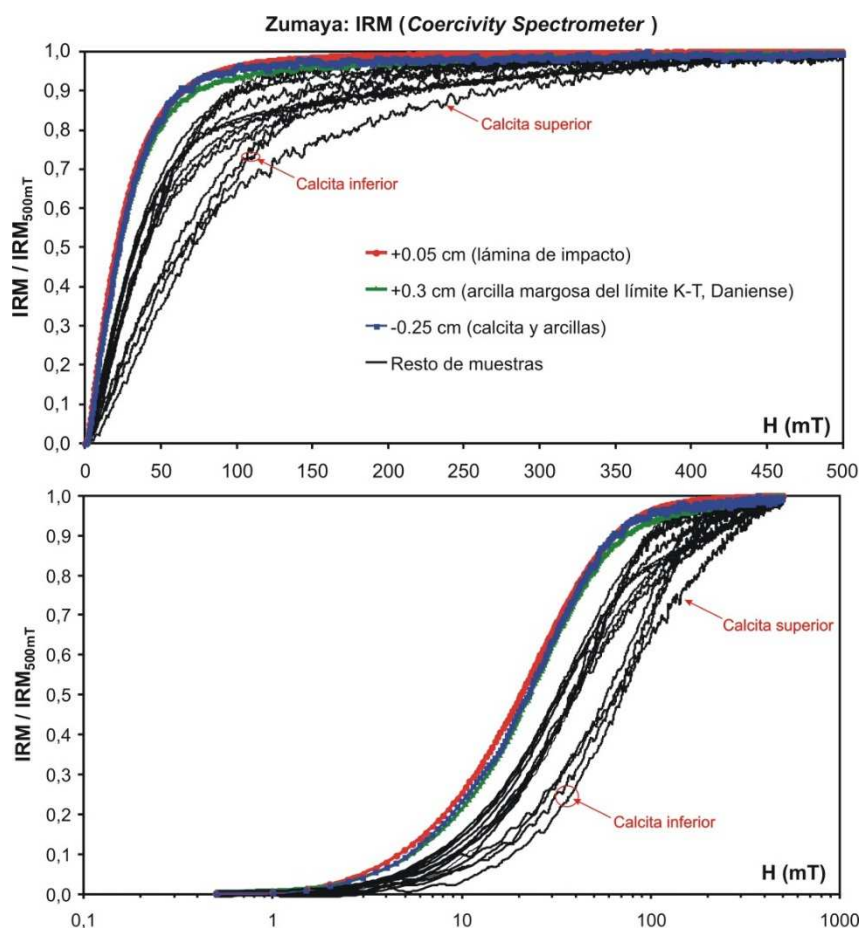 Zumaya: IRM (Coercivity Spectrometer )
IRM / IRM500mT
1,0
0,9
0,8
0,7
0,6
0,5
0,4
0,3
0,2
0,1
0,0
Calcita superior
Calcita inferior
+0.05 cm (lámina de impacto)
+0.3 cm (arcilla margosa del límite K-T, Daniense)
-0.25 cm (calcita y arcillas)
Resto de muestras
H (mT)
0 50 100 150 200 250 300 350 400 450 500
IRM / IRM500mT
1,0
0,9
0,8
0,7
0,6
0,5
0,4
0,3
0,2
0,1
0,0
Calcita superior
Calcita inferior
H (mT)
0,1 1 10 100 1000